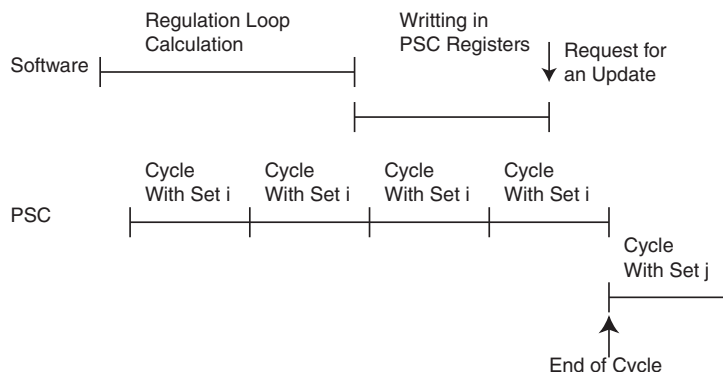 Regulation Loop
Calculation
Writting in
PSC Registers
Request for
an Update
Software
Cycle
With Set i
Cycle
With Set i
Cycle
With Set i
Cycle
With Set i
PSC
Cycle
With Set j
End of Cycle